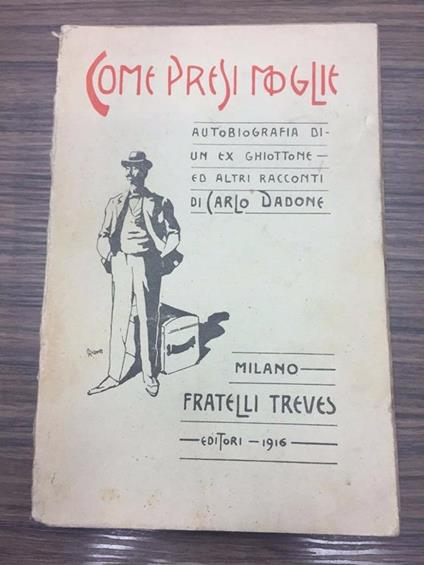 COME PRESI MOGLIE
AUTOBIOGRAFIA DI-
UN EX GHIOTTONE-
ED ALTRI RACCONTI
DI CARLO DADONE
MILANO-
FRATELLI TREVES
-EDITORI-1916-